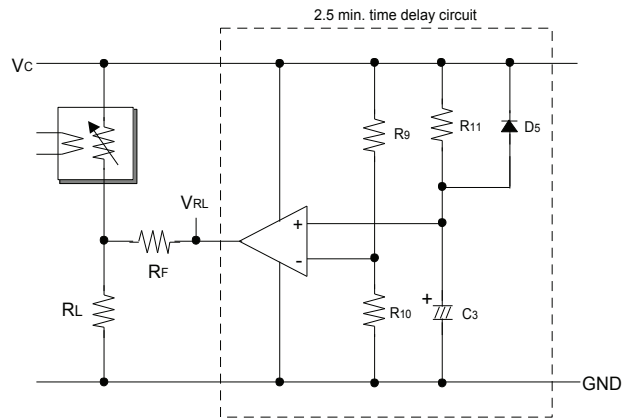 2.5 min. time delay circuit
Vc
R9
R11
D5
VRL
+
-
RF
RL
R10
+
C3
GND